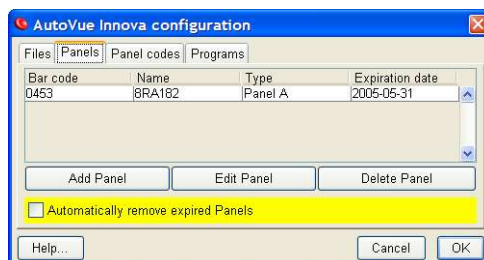 AutoVue Innova configuration
Files Panels Panel codes Programs
Bar code Name Type Expiration date
0453 8RA182 Panel A 2005-05-31
Add Panel Edit Panel Delete Panel
Automatically remove expired Panels
Help... Cancel OK